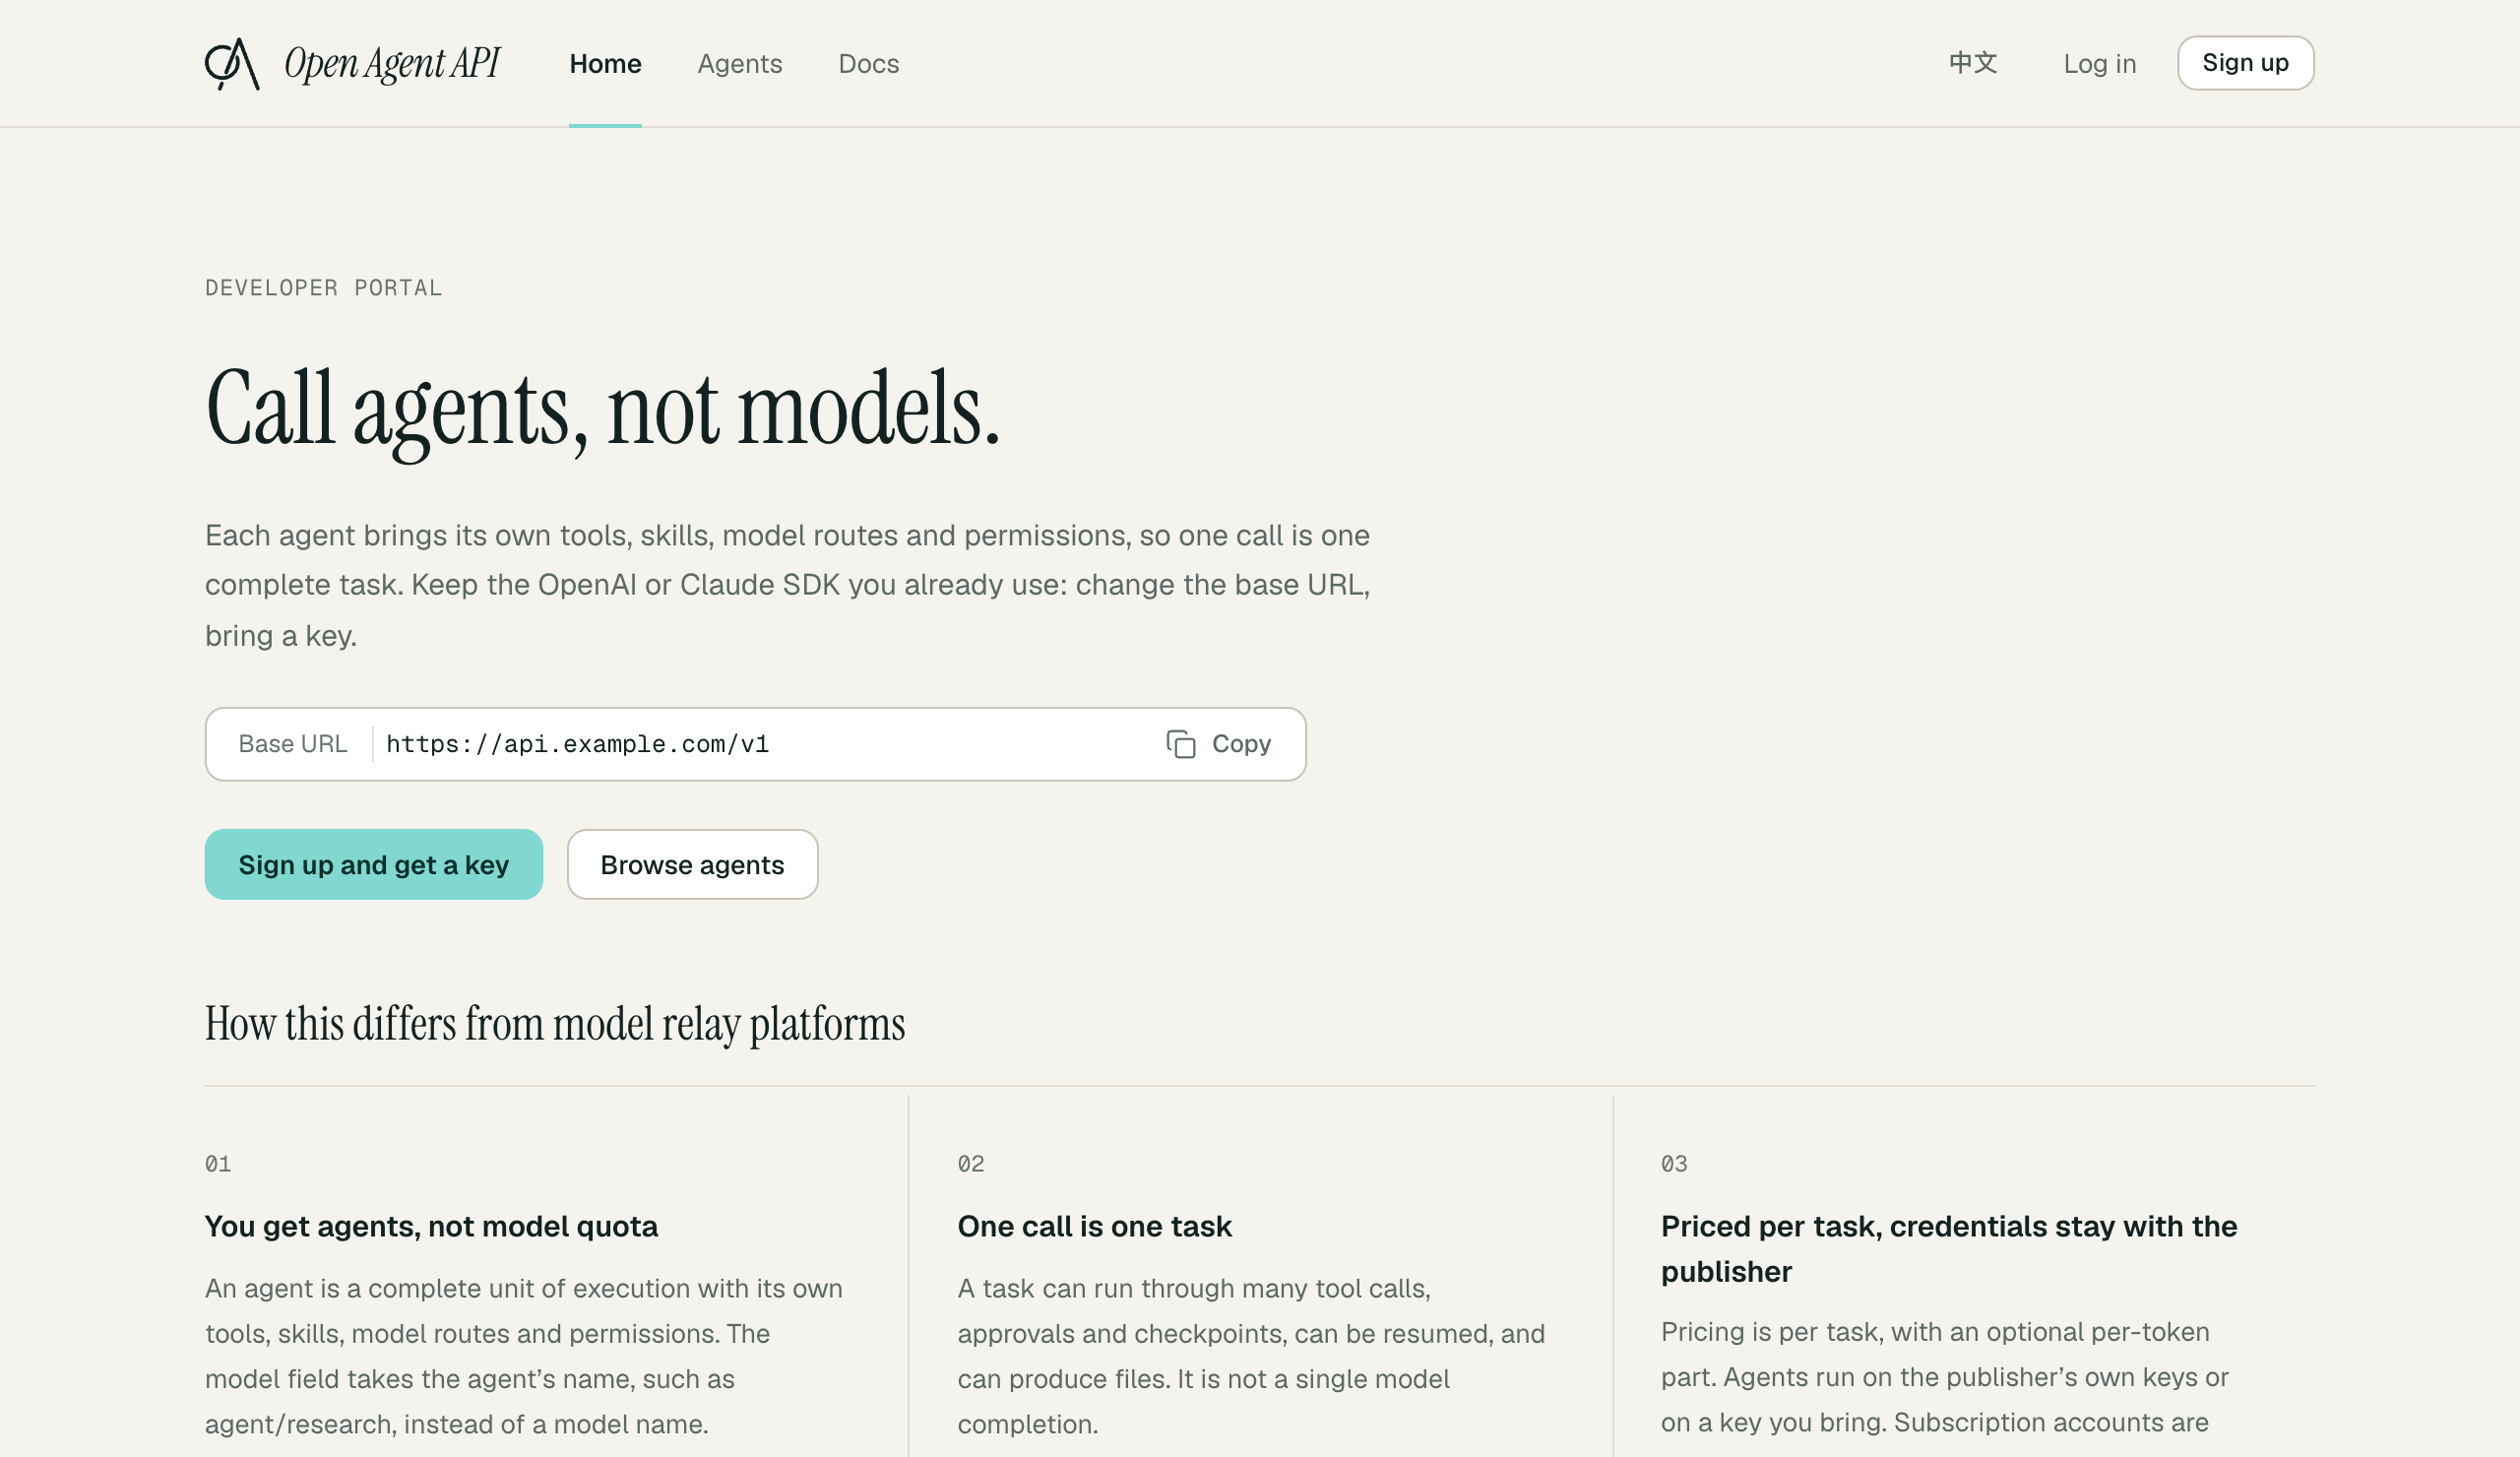 Open Agent API
Home
Agents
Docs
中文
Log in
Sign up
DEVELOPER PORTAL
Call agents, not models.
Each agent brings its own tools, skills, model routes and permissions, so one call is one
complete task. Keep the OpenAI or Claude SDK you already use: change the base URL,
bring a key.
Base URL
https://api.example.com/v1
Copy
Sign up and get a key
Browse agents
How this differs from model relay platforms
01
You get agents, not model quota
An agent is a complete unit of execution with its own
tools, skills, model routes and permissions. The
model field takes the agent’s name, such as
agent/research, instead of a model name.
02
One call is one task
A task can run through many tool calls,
approvals and checkpoints, can be resumed, and
can produce files. It is not a single model
completion.
03
Priced per task, credentials stay with the
publisher
Pricing is per task, with an optional per-token
part. Agents run on the publisher’s own keys or
on a key you bring. Subscription accounts are